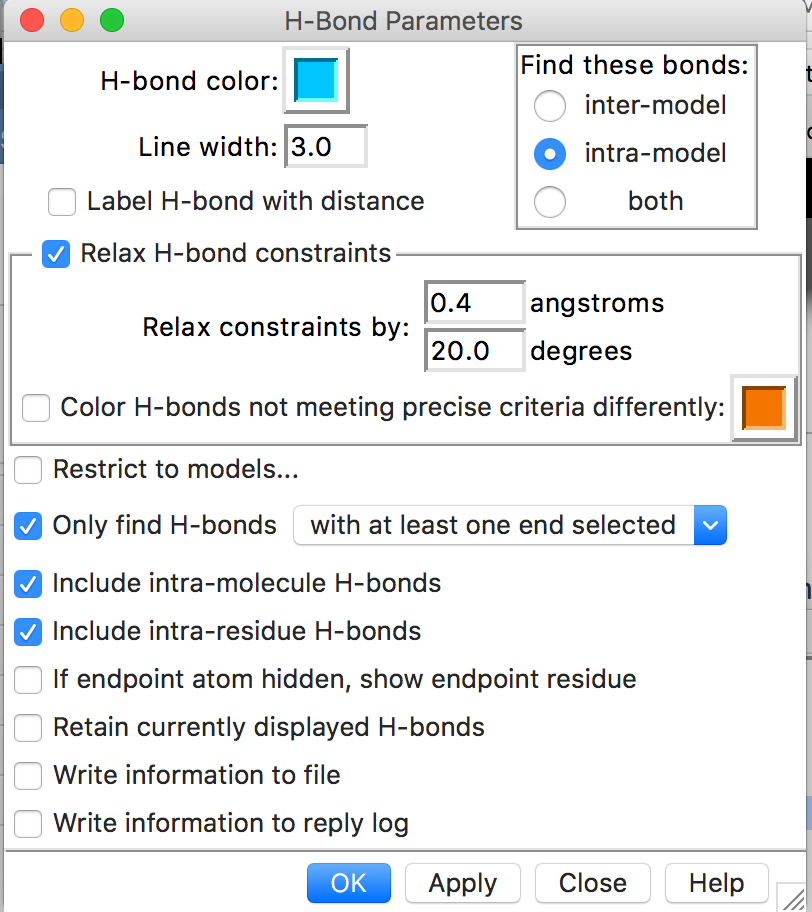 H-Bond Parameters
H-bond color:
Find these bonds:
inter-model
Line width: 3.0
intra-model
Label H-bond with distance
both
Relax H-bond constraints
Relax constraints by:
0.4 angstroms
20.0 degrees
Color H-bonds not meeting precise criteria differently:
Restrict to models...
Only find H-bonds with at least one end selected
Include intra-molecule H-bonds
Include intra-residue H-bonds
If endpoint atom hidden, show endpoint residue
Retain currently displayed H-bonds
Write information to file
Write information to reply log
OK Apply Close Help